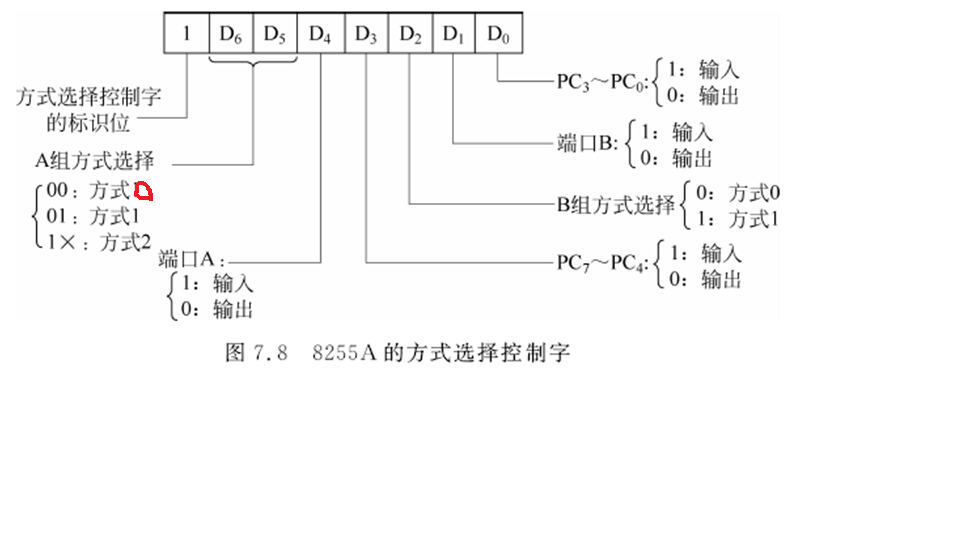 1 D6 D5 D4 D3 D2 D1 D0
方式选择控制字
的标识位
A组方式选择
00：方式
01：方式1
1×：方式2
端口A：
1：输入
0：输出
PC3～PC0:
1：输入
0：输出
端口B:
1：输入
0：输出
B组方式选择
0：方式0
1：方式1
PC7～PC4:
1：输入
0：输出
图 7.8 8255A 的方式选择控制字